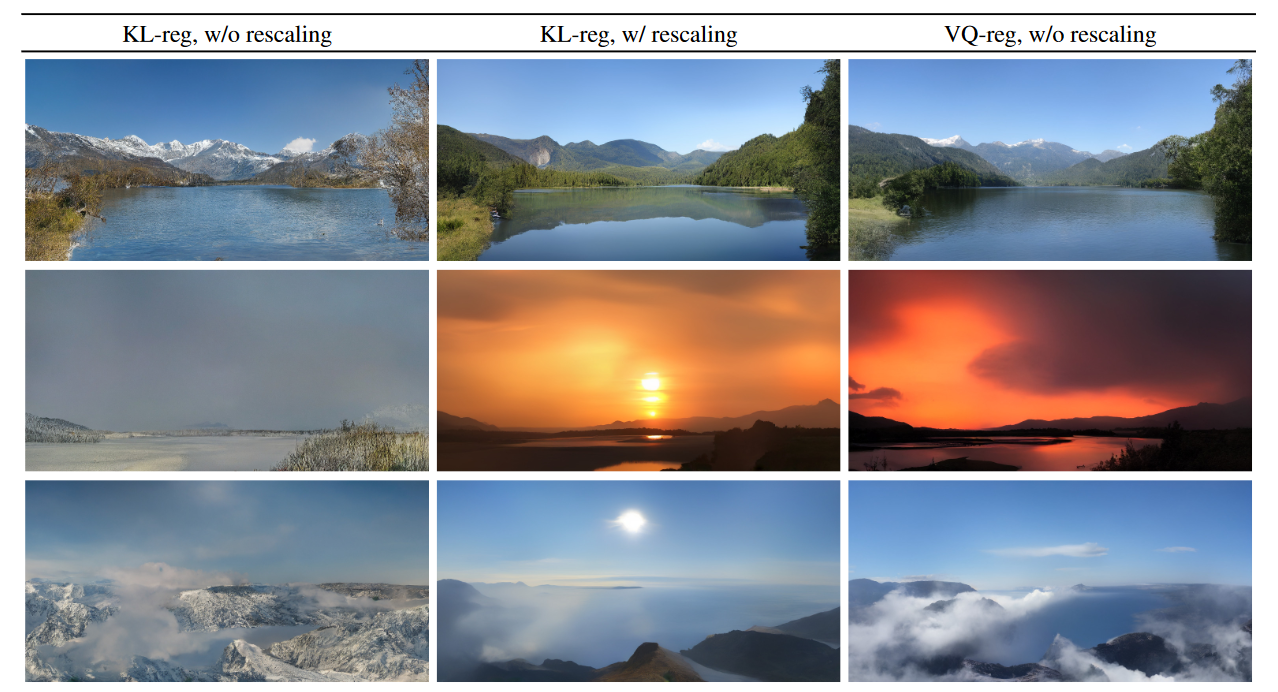 KL-reg, w/o rescaling
KL-reg, w/ rescaling
VQ-reg, w/o rescaling